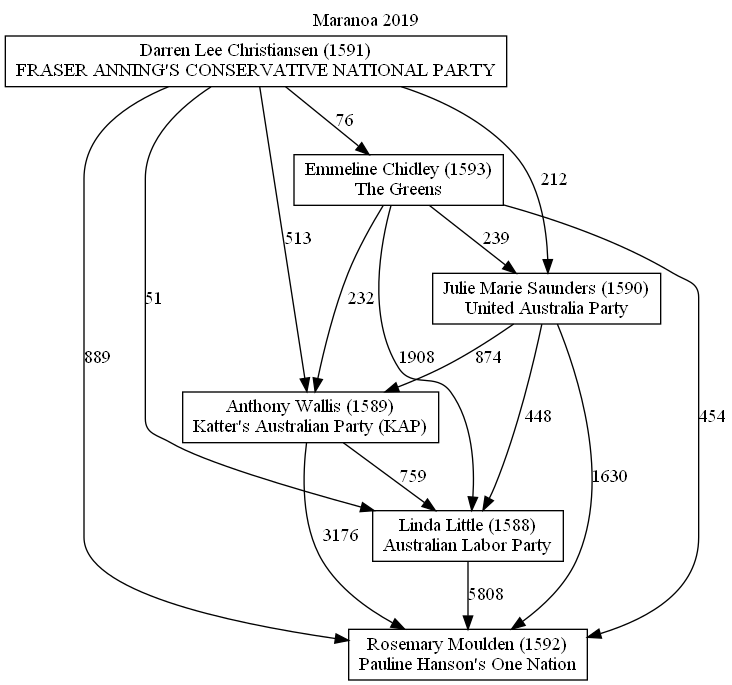 Maranoa 2019
Darren Lee Christiansen (1591)
FRASER ANNING'S CONSERVATIVE NATIONAL PARTY
76
Emmeline Chidley (1593)
The Greens
212
513
239
51
232
Julie Marie Saunders (1590)
United Australia Party
889
1908
874
Anthony Wallis (1589)
Katter's Australian Party (KAP)
448
454
759
1630
Linda Little (1588)
Australian Labor Party
3176
5808
Rosemary Moulden (1592)
Pauline Hanson's One Nation